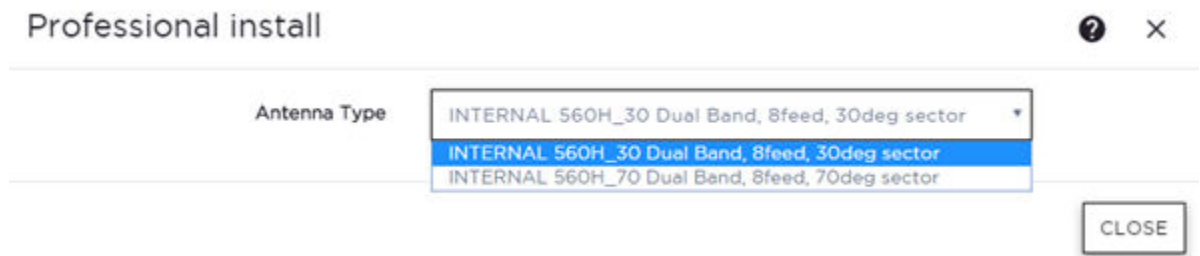 Professional install
Antenna Type
INTERNAL 560H_30 Dual Band, 8feed, 30deg sector
INTERNAL 560H_30 Dual Band, 8feed, 30deg sector
INTERNAL 560H_70 Dual Band, 8feed, 70deg sector
CLOSE